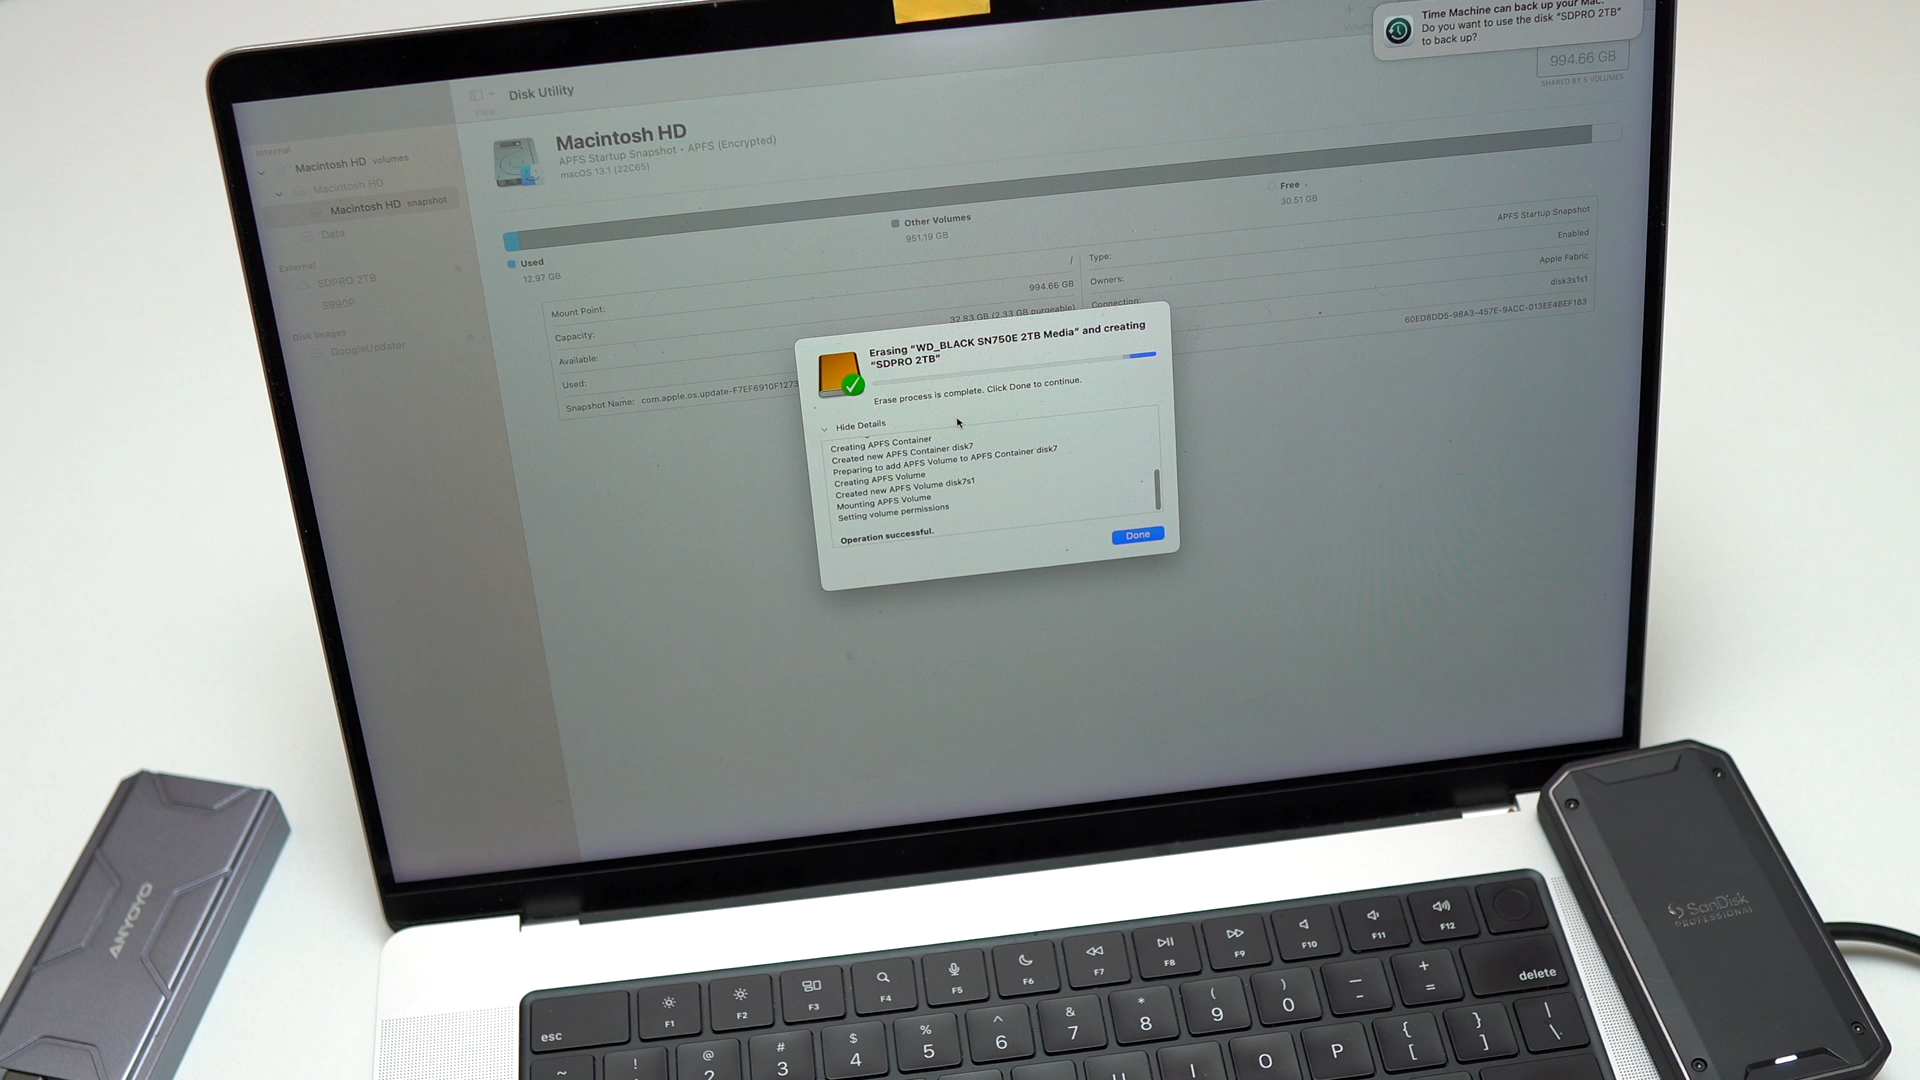 Time Machine can back up your Mac.
Do you want to use the disk "SDPRO 2TB"
to back up?
Disk Utility
View
994.66 GB
SHARED BY 5 VOLUMES
Macintosh HD
APFS Startup Snapshot • APFS (Encrypted)
macOS 13.1 (22C65)
Internal
Macintosh HD volumes
Macintosh HD
Macintosh HD snapshot
Data
External
SDPRO 2TB
S990P
Disk Images
GoogleUpdater
Used
12.97 GB
Other Volumes
951.19 GB
Free
30.51 GB
Mount Point: /
Capacity: 994.66 GB
Available: 32.83 GB (2.33 GB purgeable)
Used:
Snapshot Name: com.apple.os.update-F7EF6910F1273
Type: APFS Startup Snapshot
Owners: Enabled
Connection: Apple Fabric
disk3s1s1
60ED8DD5-98A3-457E-9ACC-013EE4BEF183
Erasing "WD_BLACK SN750E 2TB Media" and creating
"SDPRO 2TB"
Erase process is complete. Click Done to continue.
Hide Details
Creating APFS Container
Created new APFS Container disk7
Preparing to add APFS Volume to APFS Container disk7
Creating APFS Volume
Created new APFS Volume disk7s1
Mounting APFS Volume
Setting volume permissions
Operation successful.
Done
ANYOYO
SanDisk
PROFESSIONAL
esc F1 F2 F3 F4 F5 F6 F7 F8 F9 F10 F11 F12
~ ! @ # $ % ^ & * ( ) _ + delete
2 3 4 5 6 7 8 9 0 - =
U I O P { [ } ] | \